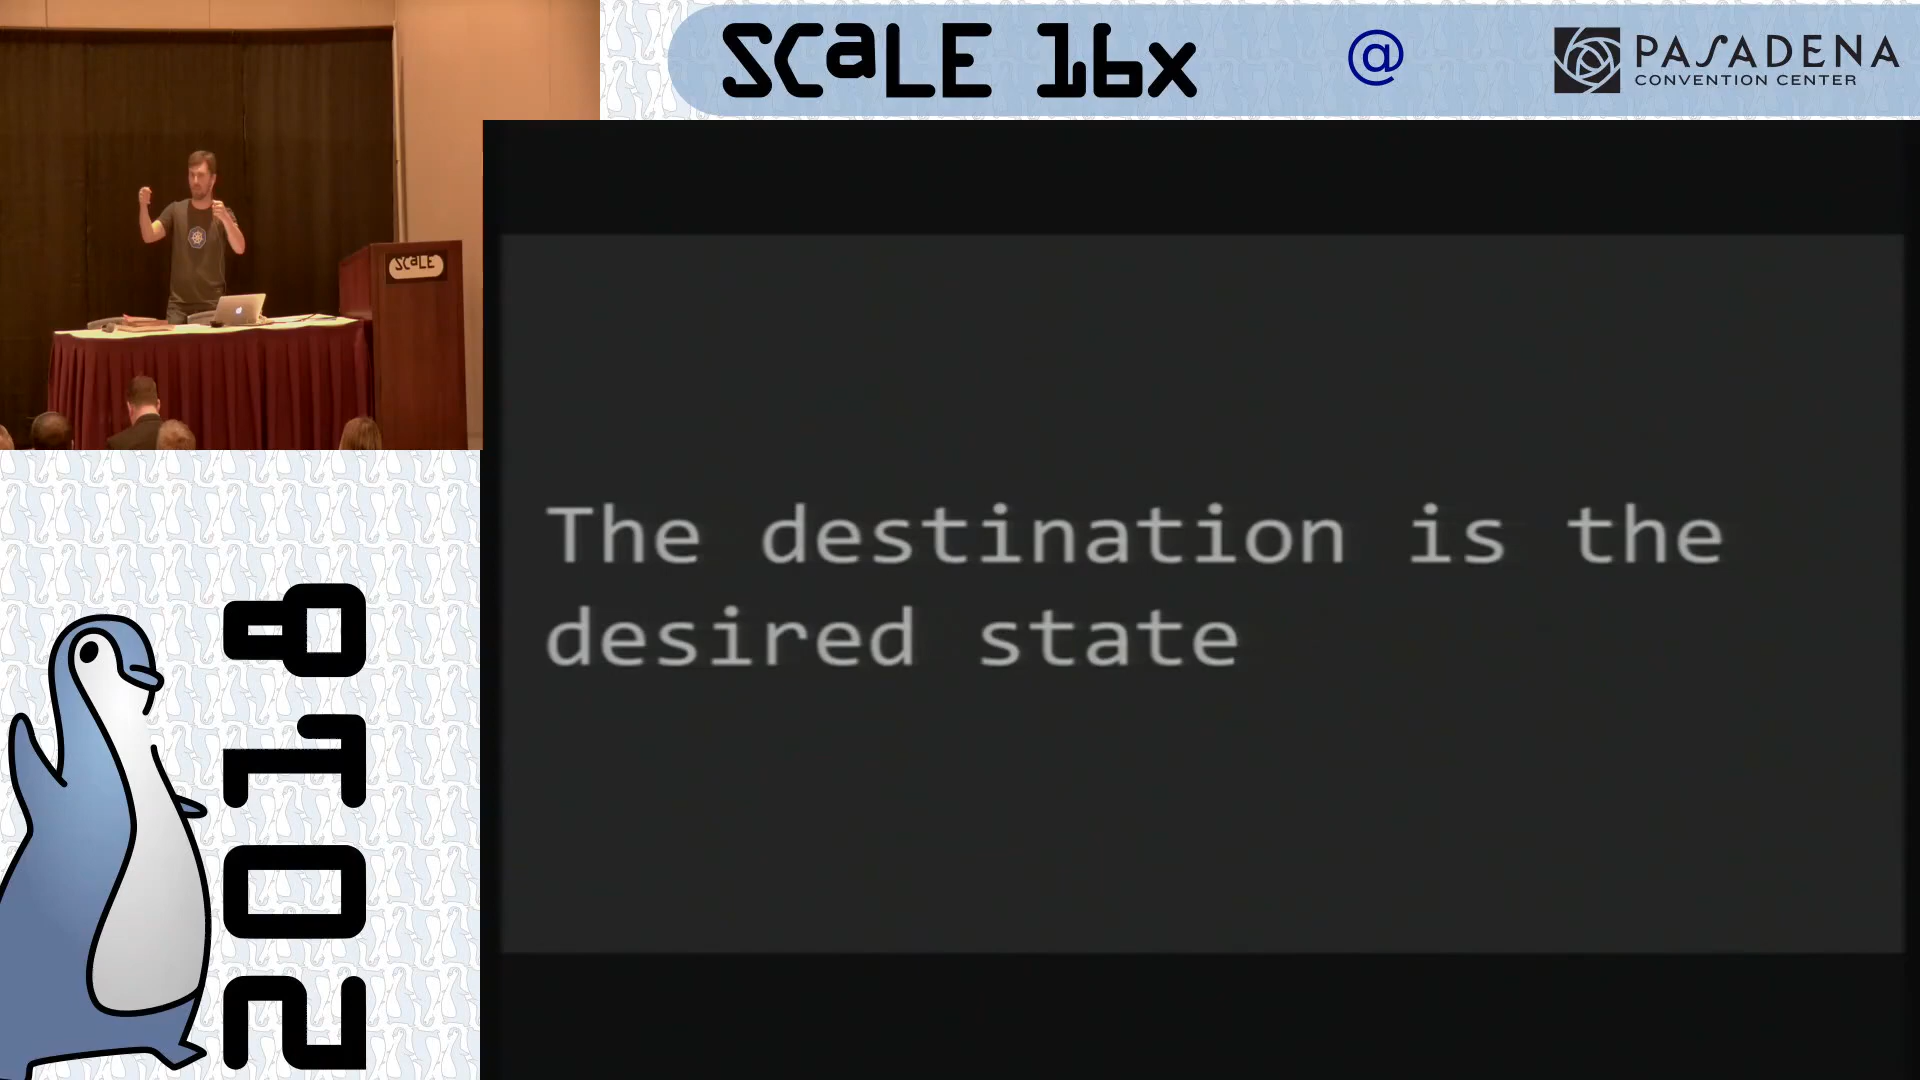 SCaLE 16x @ PASADENA
CONVENTION CENTER
SCaLE
The destination is the
desired state
2018